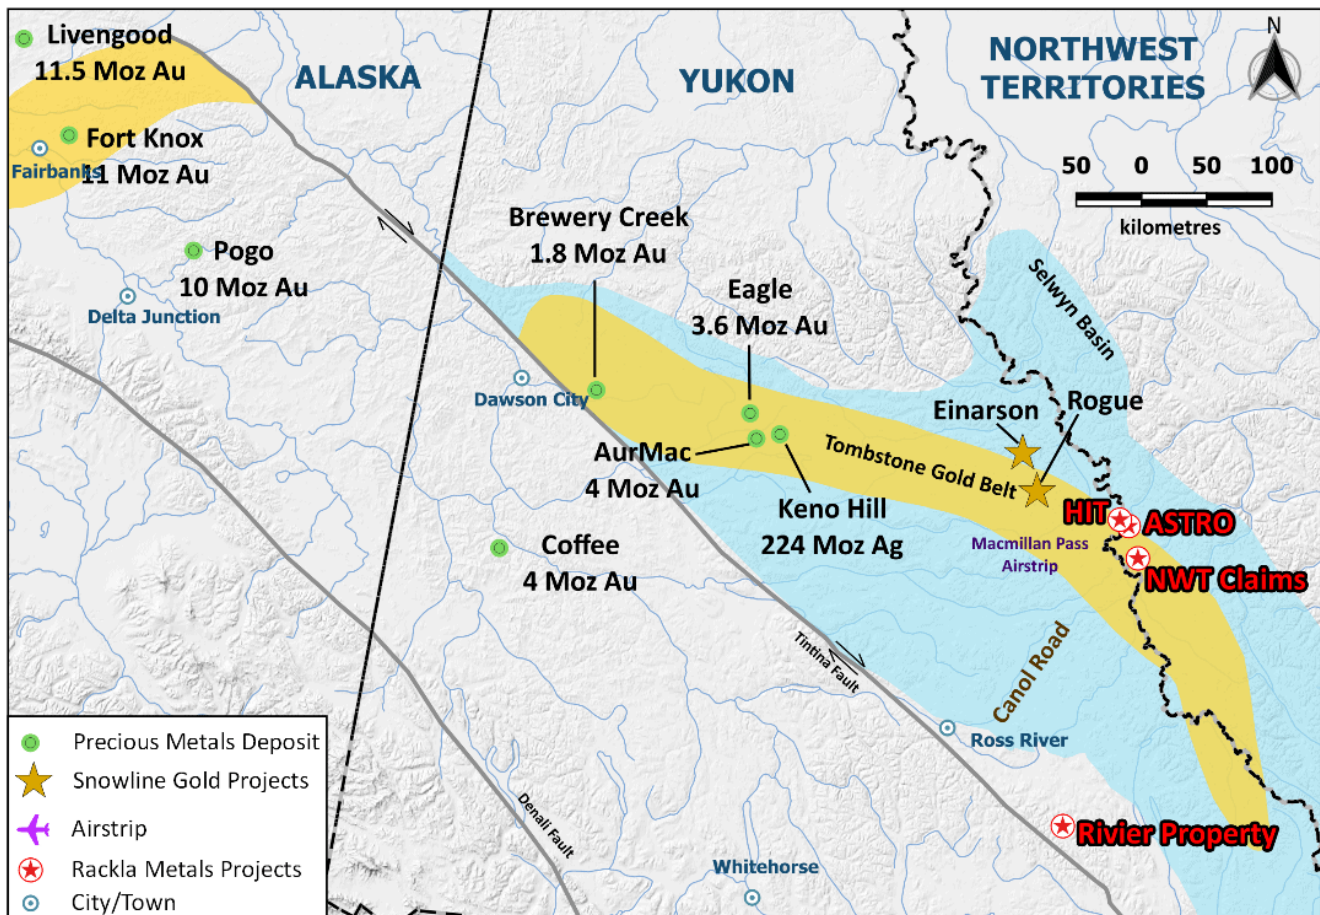 Livengood
11.5 Moz Au
ALASKA
YUKON
NORTHWEST
TERRITORIES
N
Fort Knox
11 Moz Au
Fairbanks
50 0 50 100
kilometres
Pogo
10 Moz Au
Delta Junction
Brewery Creek
1.8 Moz Au
Eagle
3.6 Moz Au
Selwyn Basin
Dawson City
Einarson
Rogue
AurMac
4 Moz Au
Tombstone Gold Belt
Keno Hill
224 Moz Ag
HIT
ASTRO
Macmillan Pass
Airstrip
NWT Claims
Coffee
4 Moz Au
Tintina Fault
Canol Road
Ross River
Denali Fault
Rivier Property
Whitehorse
Precious Metals Deposit
Snowline Gold Projects
Airstrip
Rackla Metals Projects
City/Town